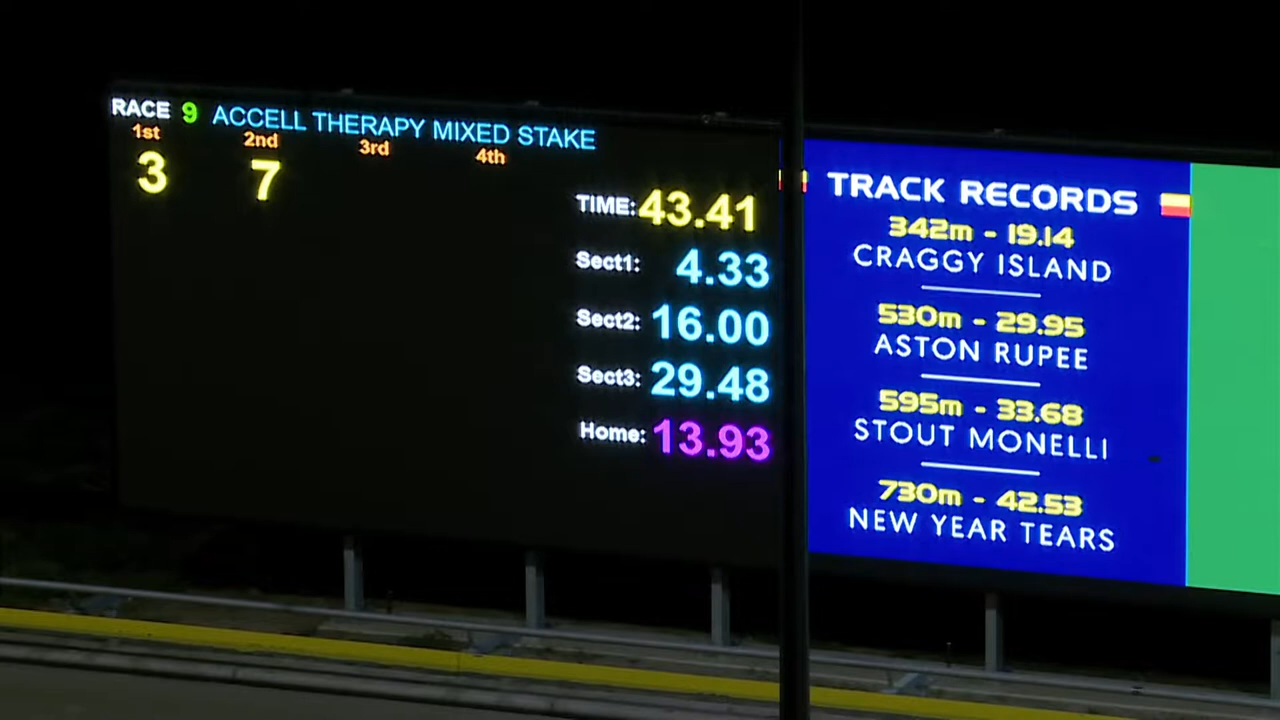 RACE 9 ACCELL THERAPY MIXED STAKE
1st 2nd 3rd 4th
3 7
TIME: 43.41
Sect1: 4.33
Sect2: 16.00
Sect3: 29.48
Home: 13.93
TRACK RECORDS
342m - 19.14
CRAGGY ISLAND
530m - 29.95
ASTON RUPEE
595m - 33.68
STOUT MONELLI
730m - 42.53
NEW YEAR TEARS